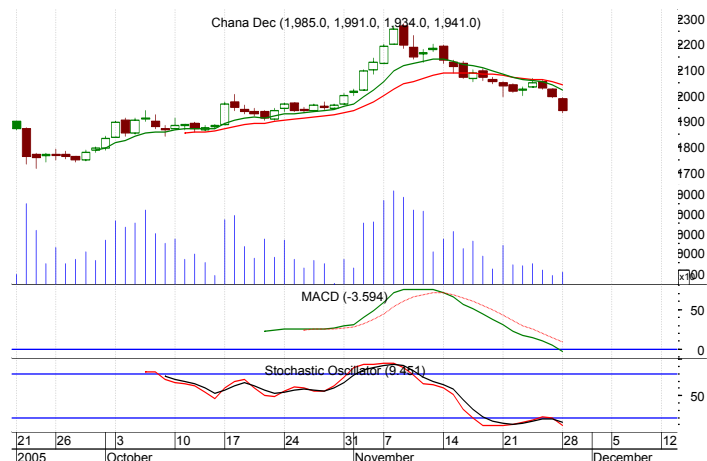 Chana Dec (1,985.0, 1,991.0, 1,934.0, 1,941.0)
2300
2200
2100
2000
1900
1800
1700
x10
MACD (-3.594)
50
0
Stochastic Oscillator (9.451)
50
21 26 3 10 17 24 31 7 14 21 28 5 12
2005 October November December